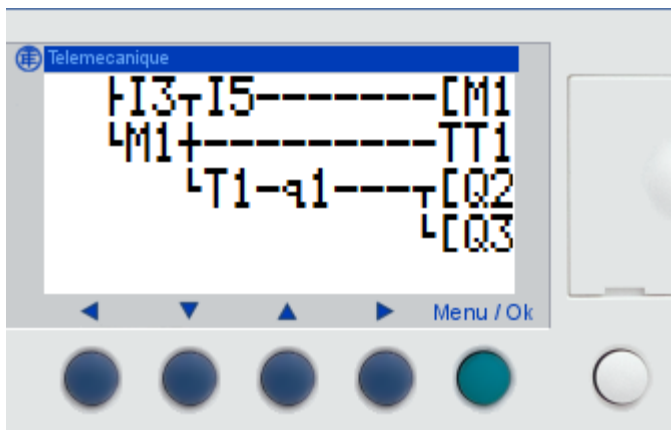 Telemecanique
├I3┬I5-------[M1
└M1┼----------TT1
└T1-q1----┬[Q2
└[Q3
Menu / Ok